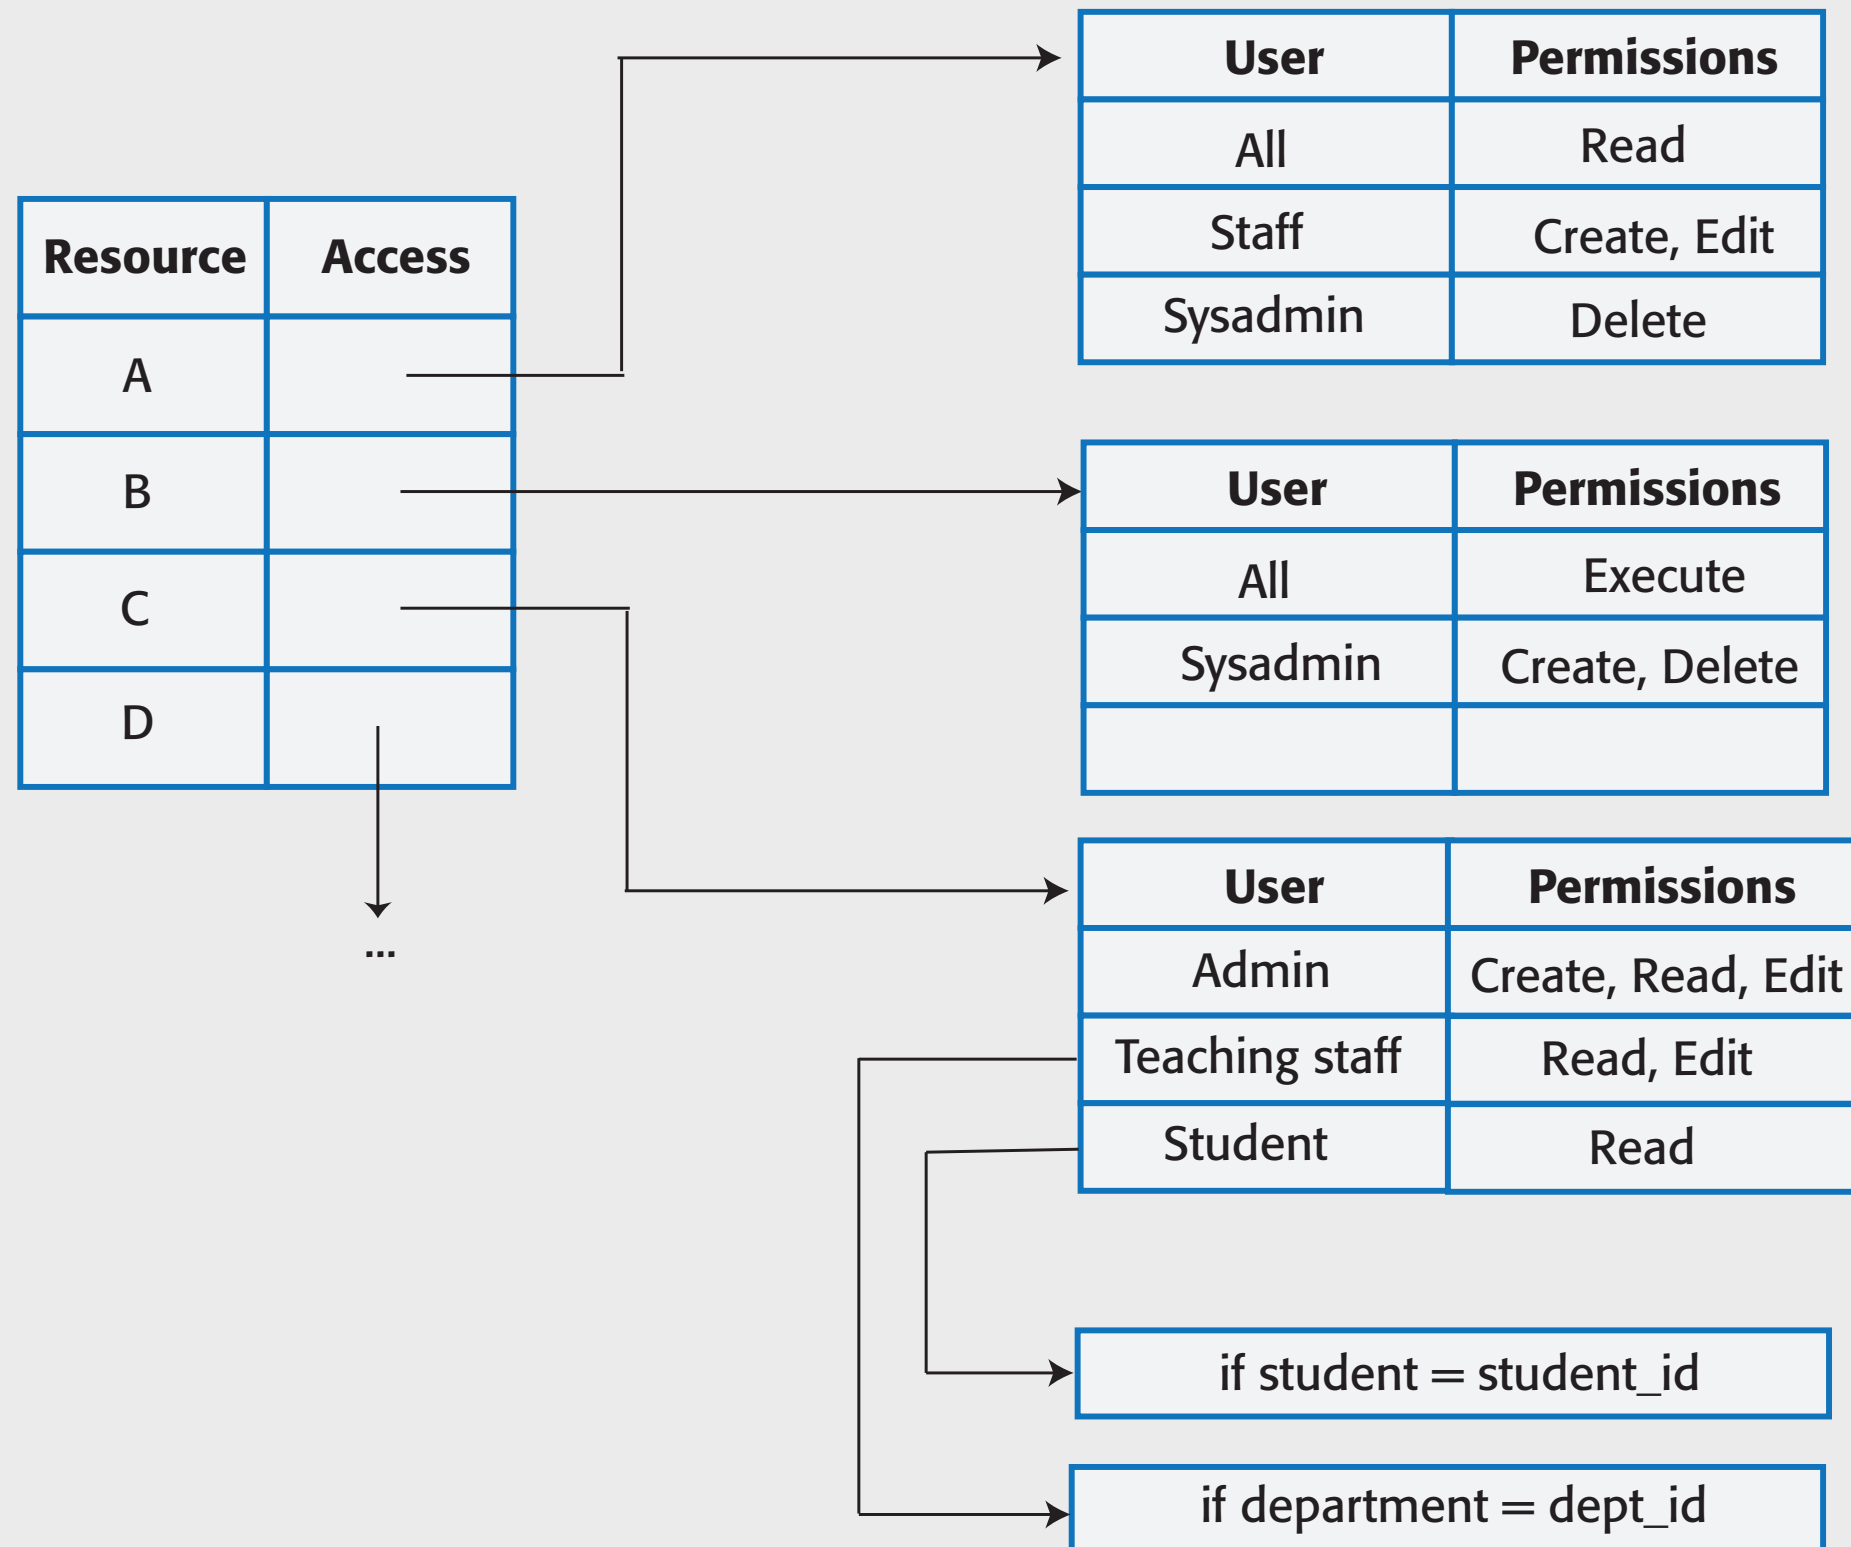 Resource Access
A
B
C
D
...
User Permissions
All Read
Staff Create, Edit
Sysadmin Delete
User Permissions
All Execute
Sysadmin Create, Delete
User Permissions
Admin Create, Read, Edit
Teaching staff Read, Edit
Student Read
if student = student_id
if department = dept_id